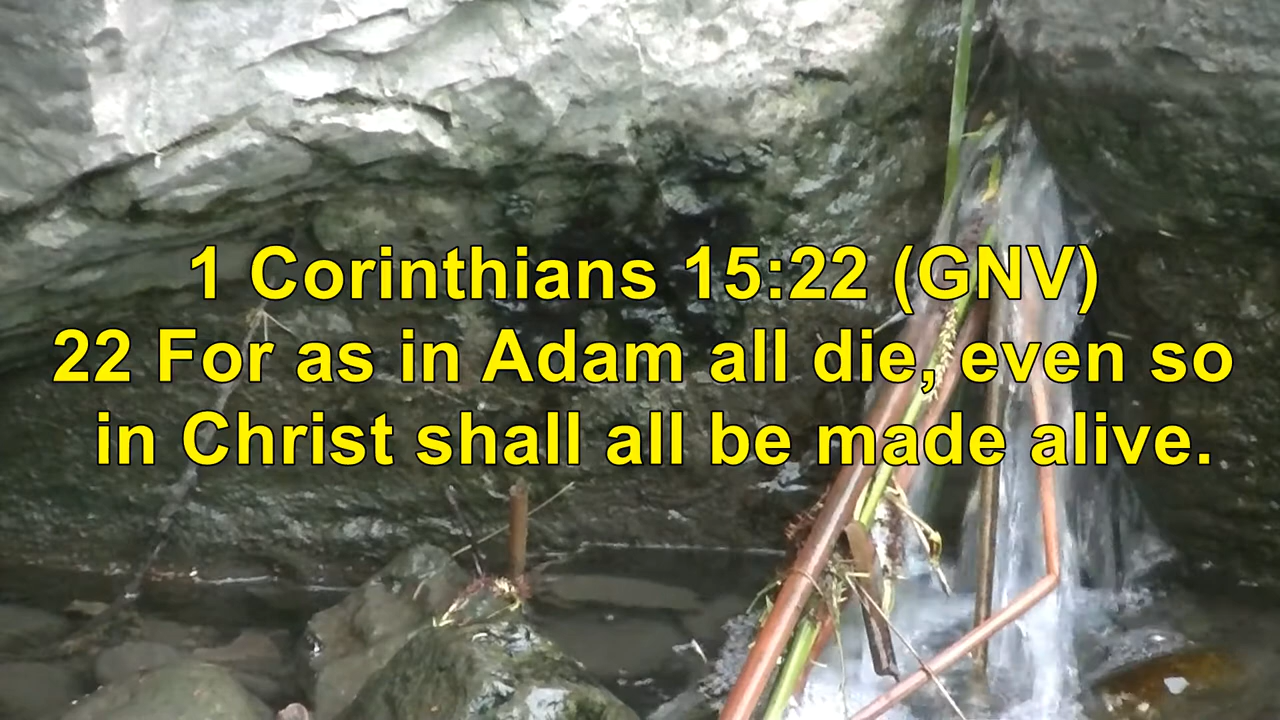 1 Corinthians 15:22 (GNV)
22 For as in Adam all die, even so
in Christ shall all be made alive.